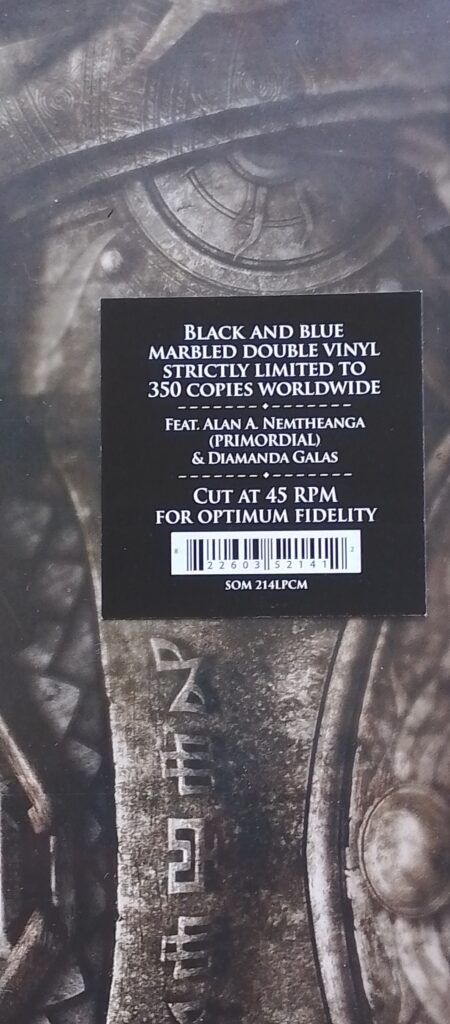 BLACK AND BLUE
MARBLED DOUBLE VINYL
STRICTLY LIMITED TO
350 COPIES WORLDWIDE
FEAT. ALAN A. NEMTHEANGA
(PRIMORDIAL)
& DIAMANDA GALAS
CUT AT 45 RPM
FOR OPTIMUM FIDELITY
8 22603 52141 2
SOM 214LPCM